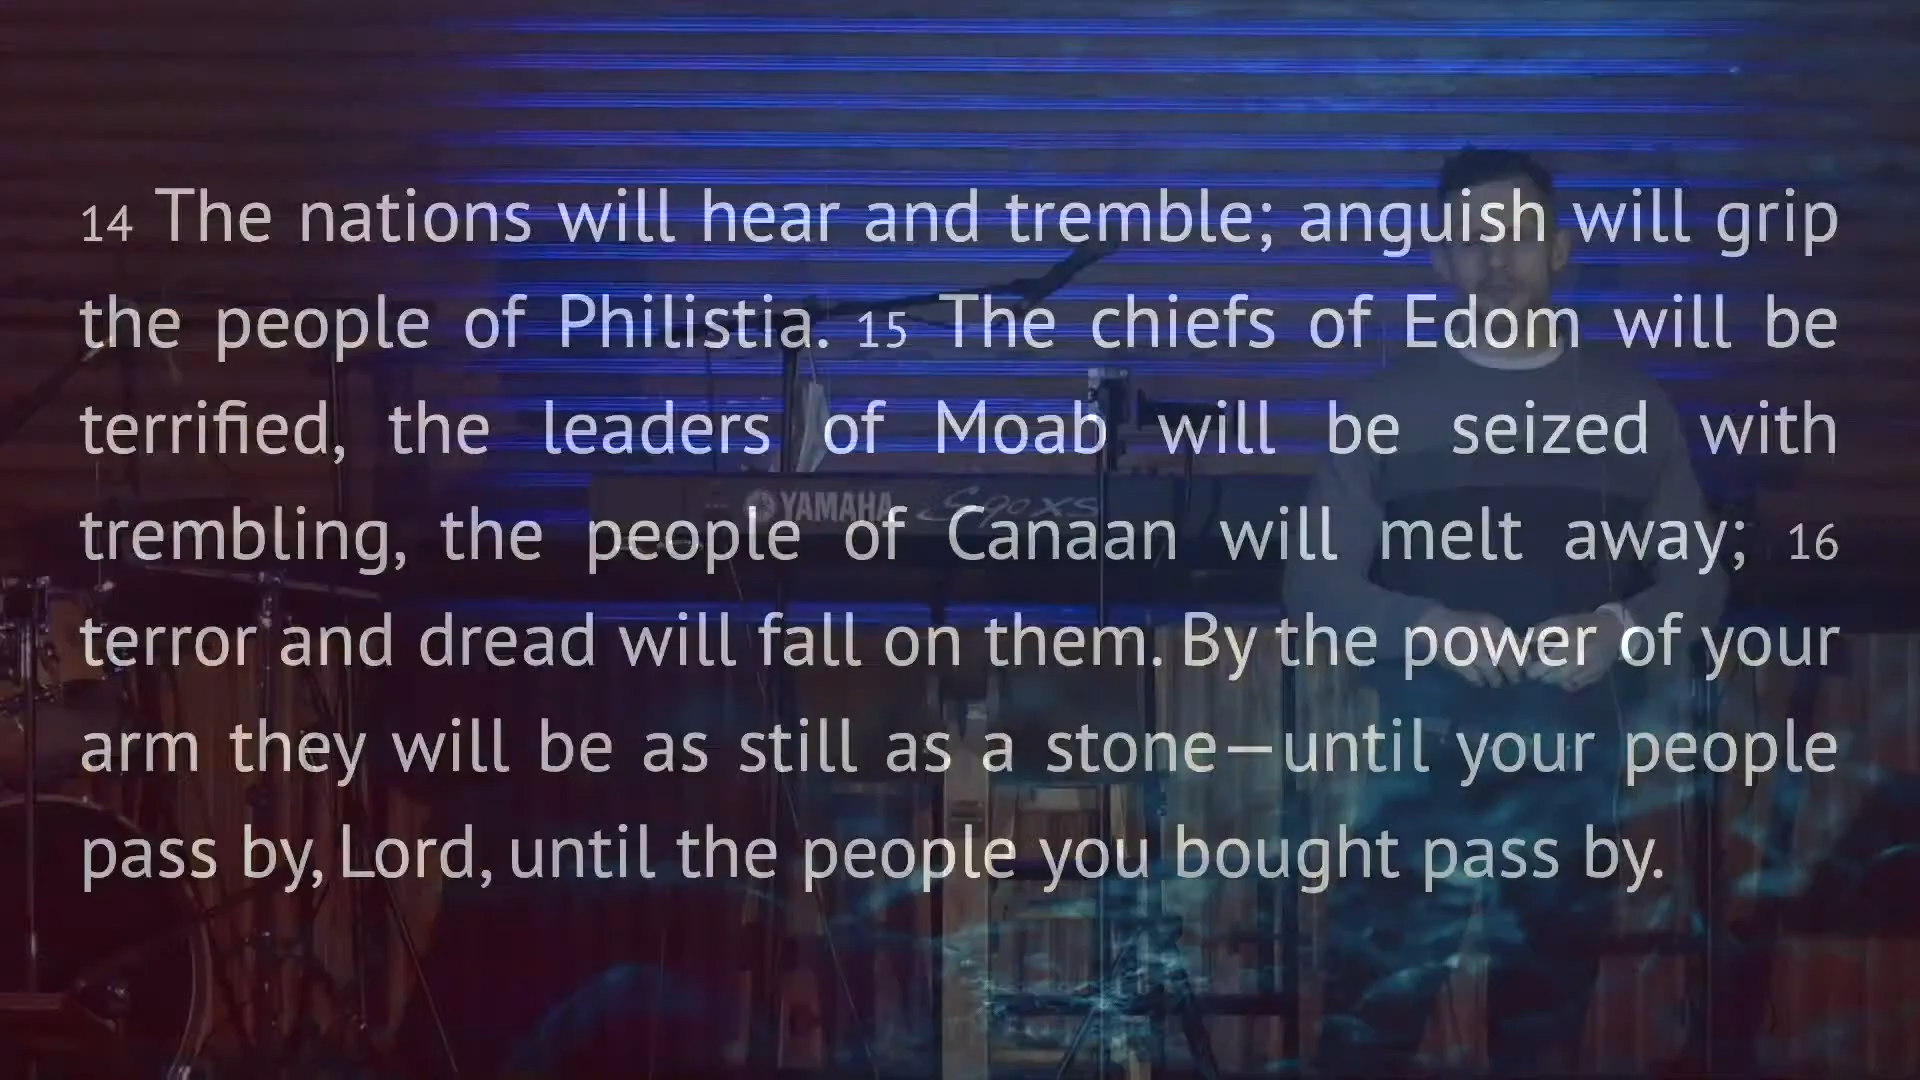 14 The nations will hear and tremble; anguish will grip
the people of Philistia. 15 The chiefs of Edom will be
terrified, the leaders of Moab will be seized with
trembling, the people of Canaan will melt away; 16
terror and dread will fall on them. By the power of your
arm they will be as still as a stone—until your people
pass by, Lord, until the people you bought pass by.
YAMAHA S90XS